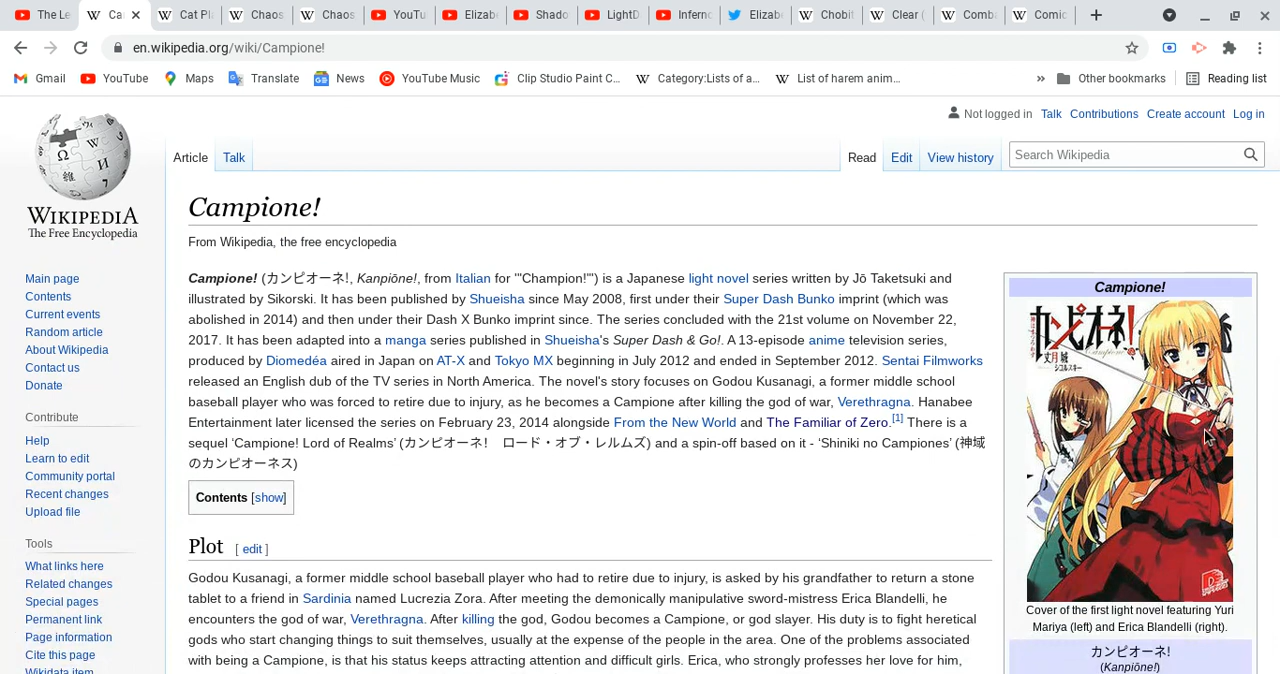 The Le
Ca
Cat Pl
Chaos
Chaos
YouTu
Elizabe
Shado
LightD
Inferno
Elizabe
Chobit
Clear (
Comba
Comic
en.wikipedia.org/wiki/Campione!
Gmail
YouTube
Maps
Translate
News
YouTube Music
Clip Studio Paint C...
Category:Lists of a...
List of harem anim...
»
Other bookmarks
Reading list
Not logged in Talk Contributions Create account Log in
Article Talk
Read Edit View history
Search Wikipedia
WIKIPEDIA
The Free Encyclopedia
Main page
Contents
Current events
Random article
About Wikipedia
Contact us
Donate
Contribute
Help
Learn to edit
Community portal
Recent changes
Upload file
Tools
What links here
Related changes
Special pages
Permanent link
Page information
Cite this page
Wikidata item
Campione!
From Wikipedia, the free encyclopedia
Campione! (カンピオーネ!, Kanpiōne!, from Italian for '"Champion!"') is a Japanese light novel series written by Jō Taketsuki and
illustrated by Sikorski. It has been published by Shueisha since May 2008, first under their Super Dash Bunko imprint (which was
abolished in 2014) and then under their Dash X Bunko imprint since. The series concluded with the 21st volume on November 22,
2017. It has been adapted into a manga series published in Shueisha's Super Dash & Go!. A 13-episode anime television series,
produced by Diomedéa aired in Japan on AT-X and Tokyo MX beginning in July 2012 and ended in September 2012. Sentai Filmworks
released an English dub of the TV series in North America. The novel's story focuses on Godou Kusanagi, a former middle school
baseball player who was forced to retire due to injury, as he becomes a Campione after killing the god of war, Verethragna. Hanabee
Entertainment later licensed the series on February 23, 2014 alongside From the New World and The Familiar of Zero.[1] There is a
sequel ‘Campione! Lord of Realms’ (カンピオーネ！ ロード・オブ・レルムズ) and a spin-off based on it - ‘Shiniki no Campiones’ (神域
のカンピオーネス)
Contents [show]
Plot [ edit ]
Godou Kusanagi, a former middle school baseball player who had to retire due to injury, is asked by his grandfather to return a stone
tablet to a friend in Sardinia named Lucrezia Zora. After meeting the demonically manipulative sword-mistress Erica Blandelli, he
encounters the god of war, Verethragna. After killing the god, Godou becomes a Campione, or god slayer. His duty is to fight heretical
gods who start changing things to suit themselves, usually at the expense of the people in the area. One of the problems associated
with being a Campione, is that his status keeps attracting attention and difficult girls. Erica, who strongly professes her love for him,
Campione!
カンピオーネ!
Campione
丈月城
シコルスキー
Cover of the first light novel featuring Yuri
Mariya (left) and Erica Blandelli (right).
カンピオーネ!
(Kanpiōne!)